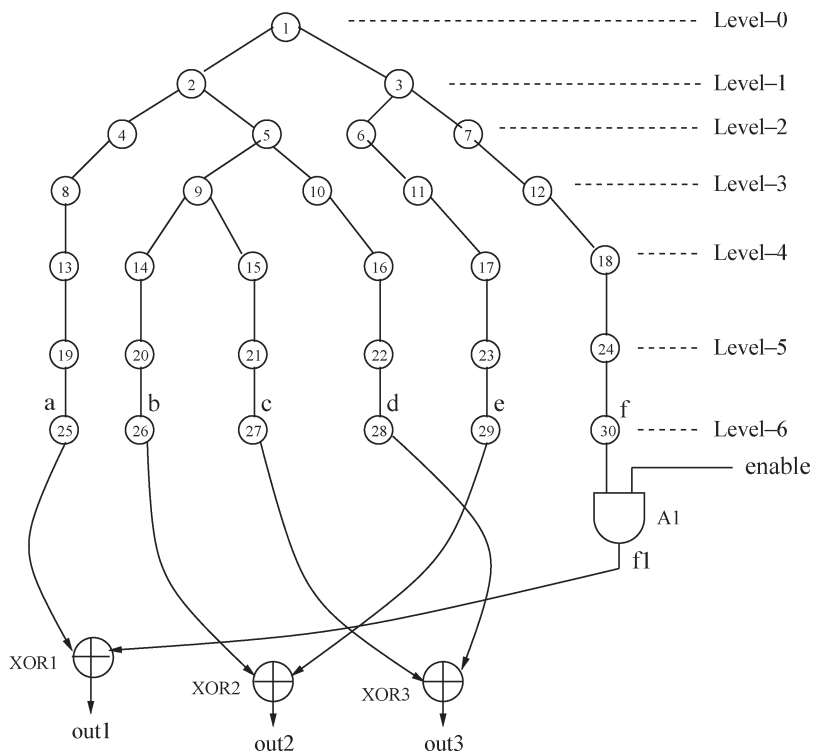 1 Level–0
2 3 Level–1
4 5 6 7 Level–2
8 9 10 11 12 Level–3
13 14 15 16 17 18 Level–4
19 20 21 22 23 24 Level–5
a b c d e f
25 26 27 28 29 30 Level–6
enable
A1
f1
XOR1 XOR2 XOR3
out1 out2 out3